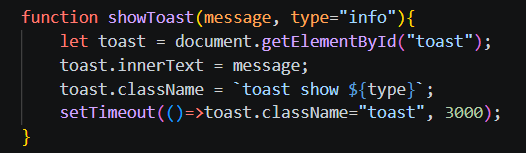 function showToast(message, type="info"){
    let toast = document.getElementById("toast");
    toast.innerText = message;
    toast.className = `toast show ${type}`;
    setTimeout(()=>toast.className="toast", 3000);
}